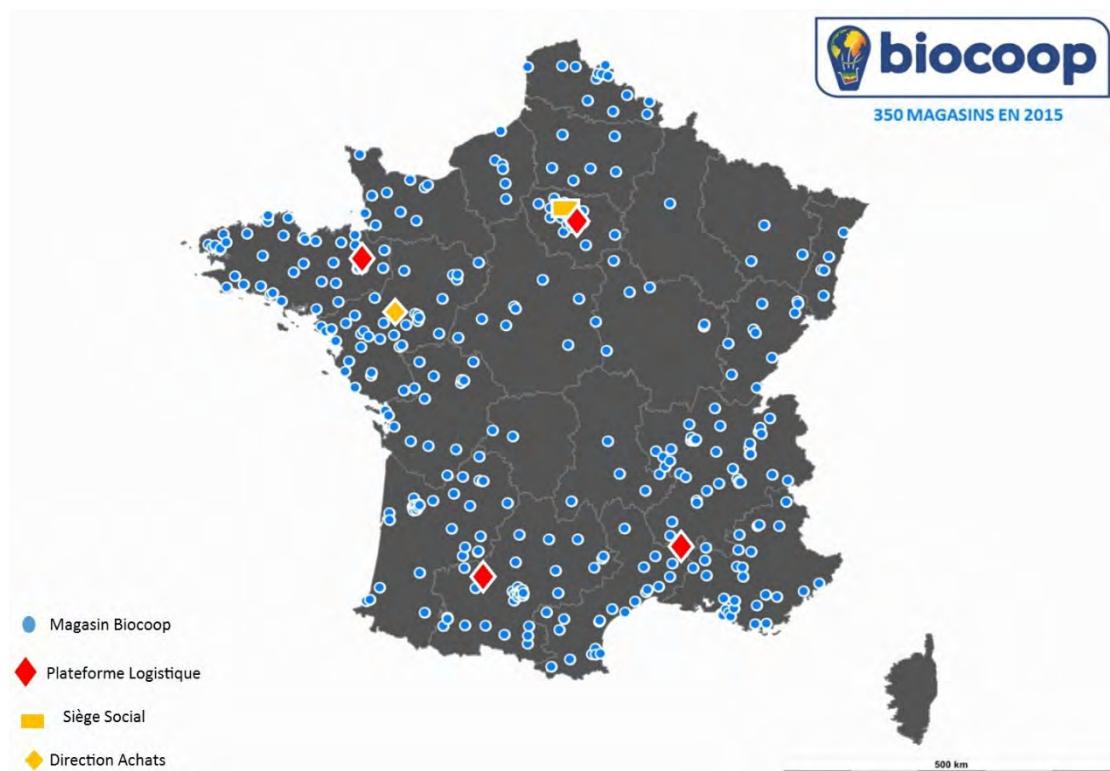 biocoop
350 MAGASINS EN 2015
Magasin Biocoop
Plateforme Logistique
Siège Social
Direction Achats
500 km